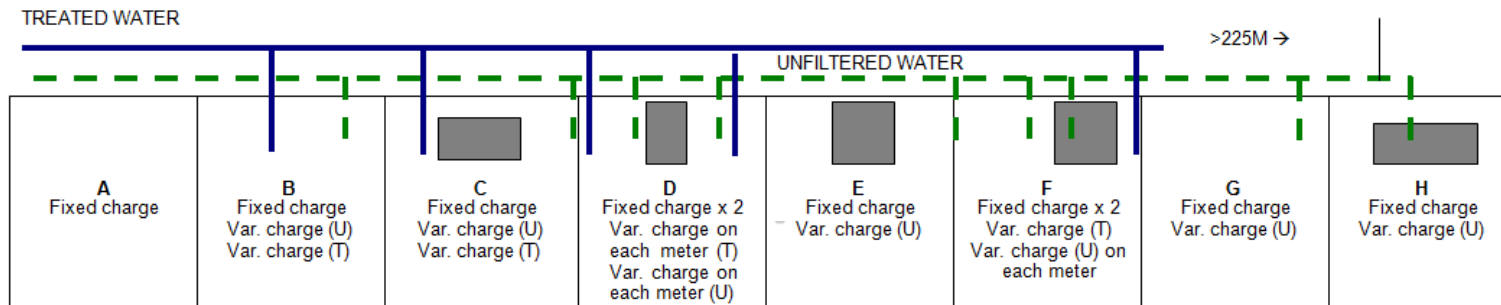 TREATED WATER
>225M →
UNFILTERED WATER
A
Fixed charge
B
Fixed charge
Var. charge (U)
Var. charge (T)
C
Fixed charge
Var. charge (U)
Var. charge (T)
D
Fixed charge x 2
Var. charge on
each meter (T)
Var. charge on
each meter (U)
E
Fixed charge
Var. charge (U)
F
Fixed charge x 2
Var. charge (T)
Var. charge (U) on
each meter
G
Fixed charge
Var. charge (U)
H
Fixed charge
Var. charge (U)